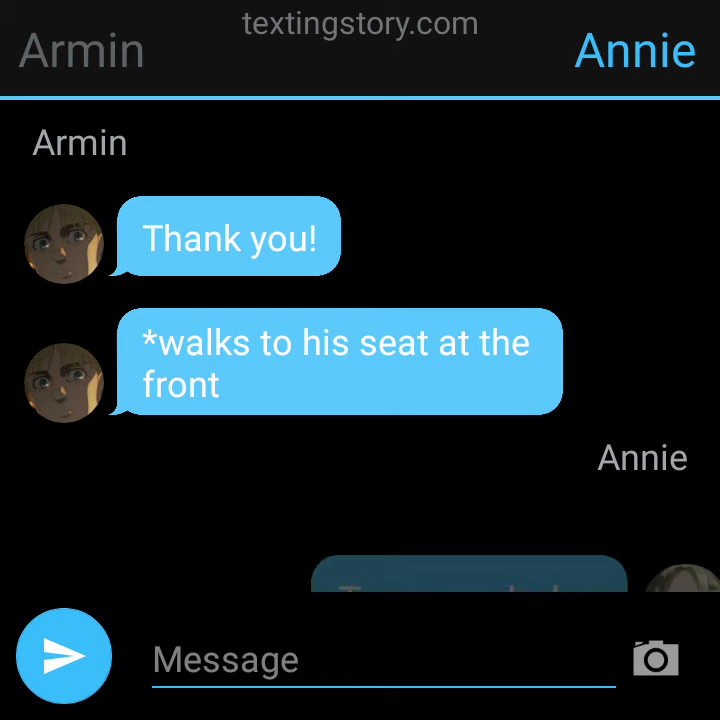 textingstory.com
Armin
Annie
Armin
Thank you!
*walks to his seat at the
front
Annie
Message